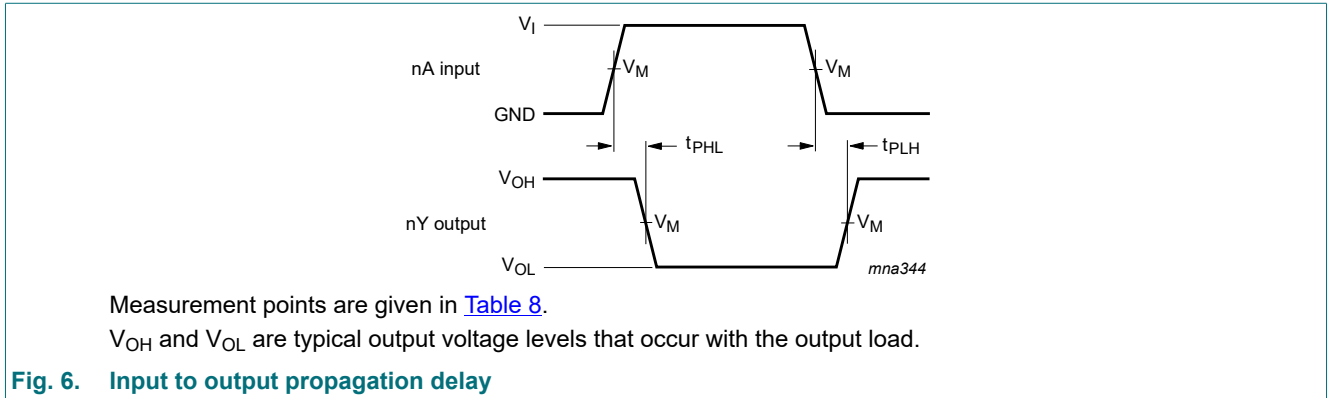 V_I
nA input
V_M
V_M
GND
t_PHL
t_PLH
V_OH
nY output
V_M
V_M
V_OL
mna344
Measurement points are given in Table 8.
V_OH and V_OL are typical output voltage levels that occur with the output load.
Fig. 6. Input to output propagation delay